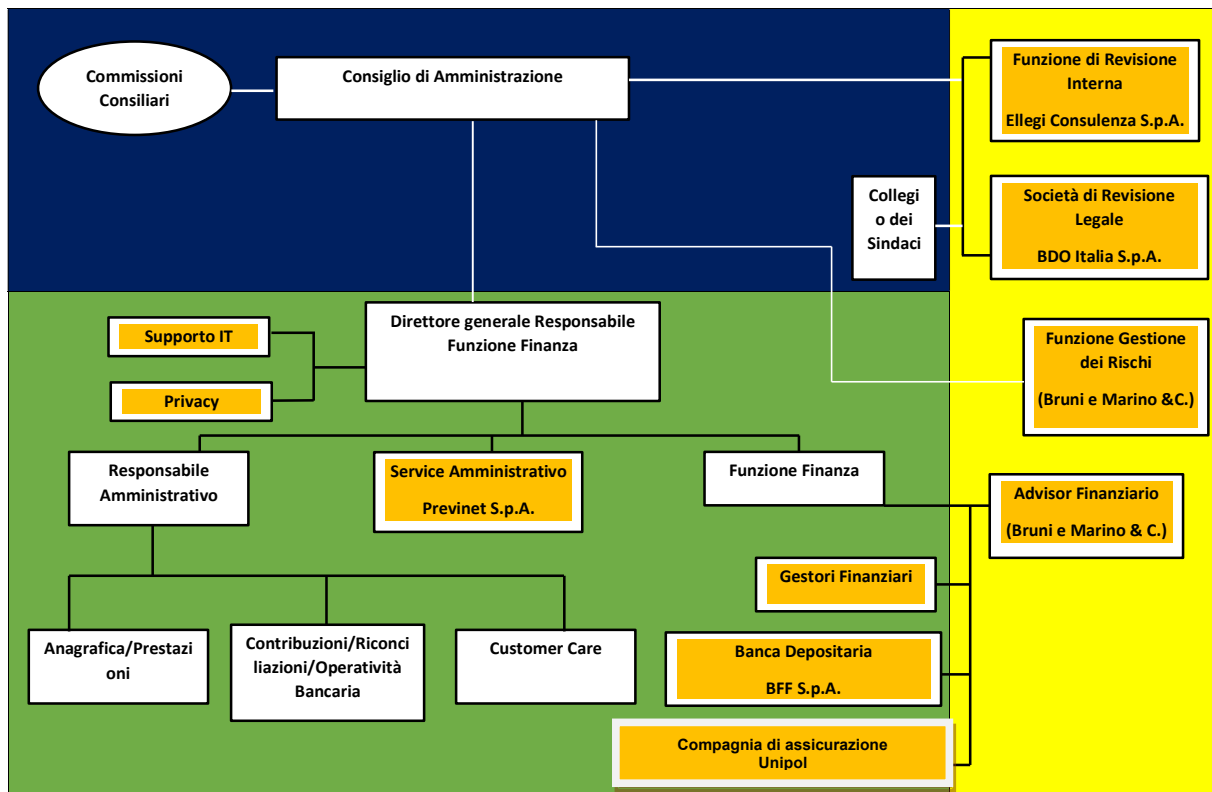 Commissioni
Consiliari
Consiglio di Amministrazione
Funzione di Revisione
Interna
Ellegi Consulenza S.p.A.
Collegi
o dei
Sindaci
Società di Revisione
Legale
BDO Italia S.p.A.
Direttore generale Responsabile
Funzione Finanza
Supporto IT
Privacy
Funzione Gestione
dei Rischi
(Bruni e Marino &C.)
Responsabile
Amministrativo
Service Amministrativo
Previnet S.p.A.
Funzione Finanza
Advisor Finanziario
(Bruni e Marino & C.)
Gestori Finanziari
Anagrafica/Prestazi
oni
Contribuzioni/Riconci
liazioni/Operatività
Bancaria
Customer Care
Banca Depositaria
BFF S.p.A.
Compagnia di assicurazione
Unipol